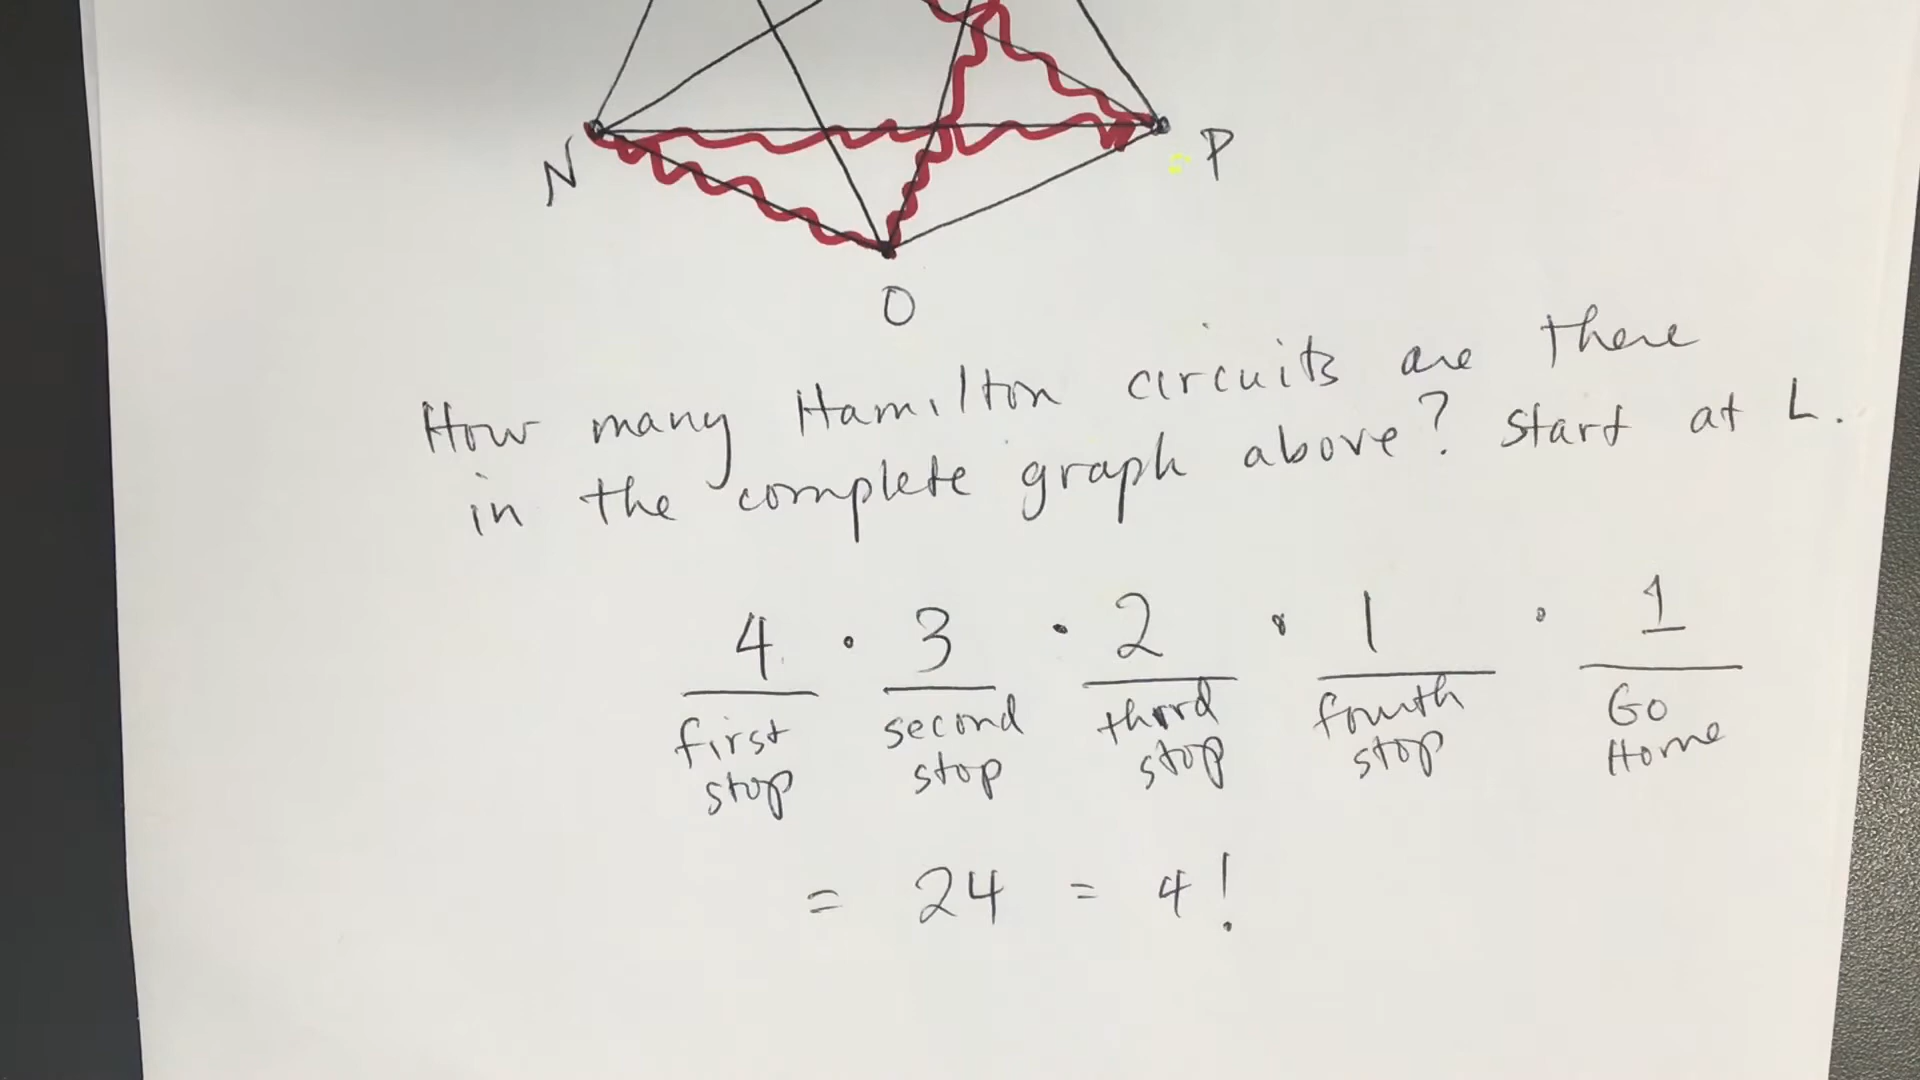 N
P
O
How many Hamilton circuits are there
in the complete graph above? Start at L.
4 · 3 · 2 · 1 · 1
first stop second stop third stop fourth stop Go Home
= 24 = 4!